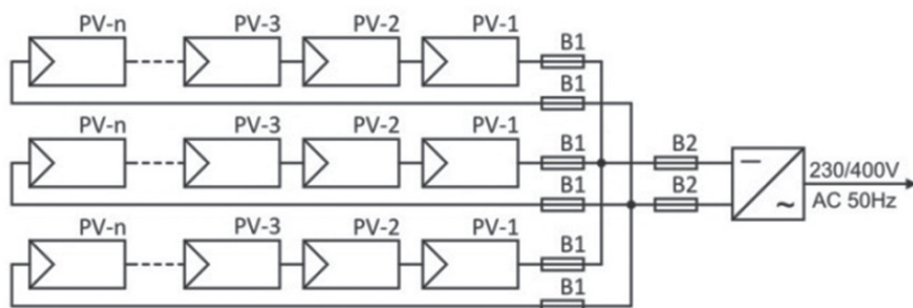 PV-n PV-3 PV-2 PV-1 B1
B1
PV-n PV-3 PV-2 PV-1 B1 B2
B1 B2
230/400V
AC 50Hz
PV-n PV-3 PV-2 PV-1 B1
B1